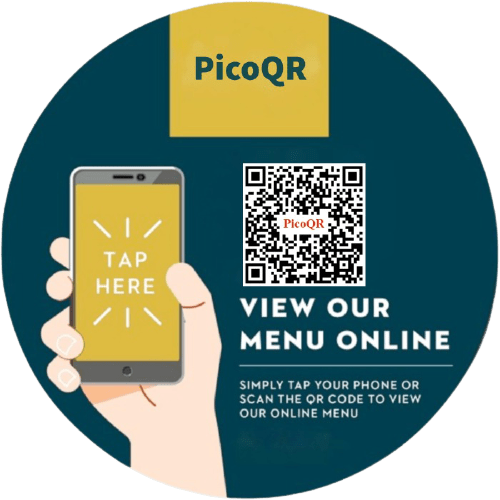 PicoQR
PicoQR
TAP
HERE
VIEW OUR
MENU ONLINE
SIMPLY TAP YOUR PHONE OR
SCAN THE QR CODE TO VIEW
OUR ONLINE MENU